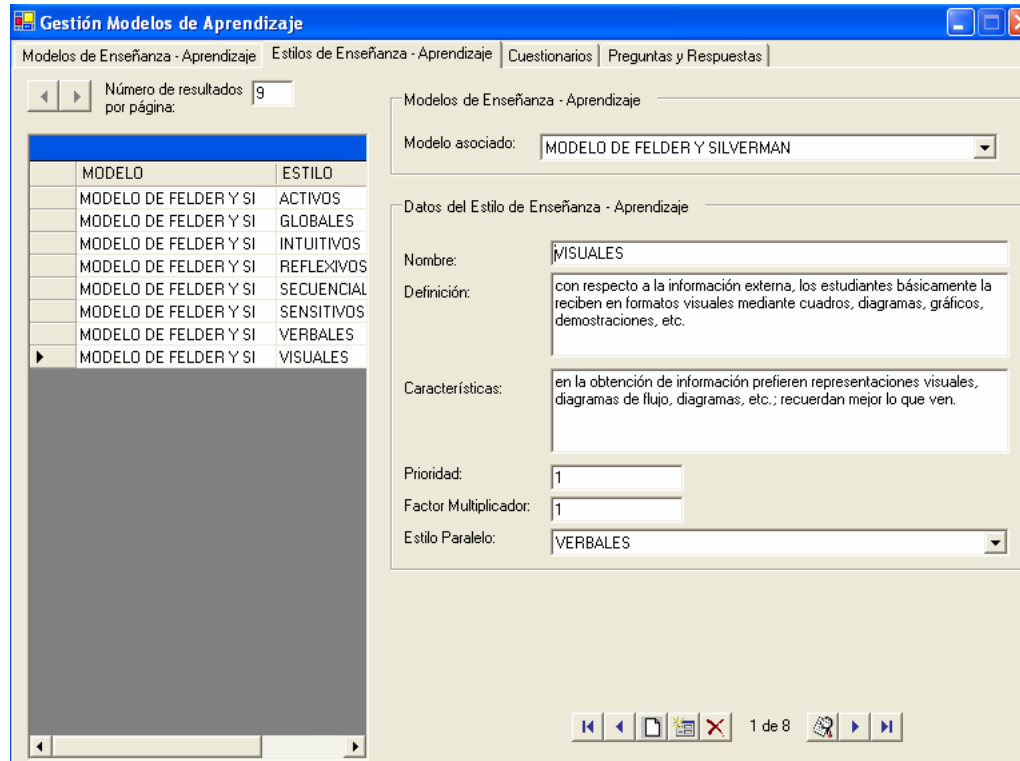 Gestión Modelos de Aprendizaje
Modelos de Enseñanza - Aprendizaje
Estilos de Enseñanza - Aprendizaje
Cuestionarios
Preguntas y Respuestas
Número de resultados
por página:
9
MODELO ESTILO
MODELO DE FELDER Y SI ACTIVOS
MODELO DE FELDER Y SI GLOBALES
MODELO DE FELDER Y SI INTUITIVOS
MODELO DE FELDER Y SI REFLEXIVOS
MODELO DE FELDER Y SI SECUENCIAL
MODELO DE FELDER Y SI SENSITIVOS
MODELO DE FELDER Y SI VERBALES
MODELO DE FELDER Y SI VISUALES
Modelos de Enseñanza - Aprendizaje
Modelo asociado: MODELO DE FELDER Y SILVERMAN
Datos del Estilo de Enseñanza - Aprendizaje
Nombre: VISUALES
Definición: con respecto a la información externa, los estudiantes básicamente la
reciben en formatos visuales mediante cuadros, diagramas, gráficos,
demostraciones, etc.
Características: en la obtención de información prefieren representaciones visuales,
diagramas de flujo, diagramas, etc.; recuerdan mejor lo que ven.
Prioridad: 1
Factor Multiplicador: 1
Estilo Paralelo: VERBALES
1 de 8